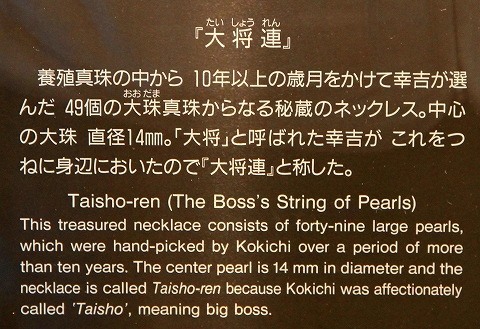 たい しょう れん
『大将連』
養殖真珠の中から 10年以上の歳月をかけて幸吉が選
おおだま
んだ 49個の大珠真珠からなる秘蔵のネックレス。中心
の大珠 直径14㎜。「大将」と呼ばれた幸吉が これをつ
ねに身辺においたので『大将連』と称した。
Taisho-ren (The Boss's String of Pearls)
This treasured necklace consists of forty-nine large pearls,
which were hand-picked by Kokichi over a period of more
than ten years. The center pearl is 14 mm in diameter and the
necklace is called Taisho-ren because Kokichi was affectionately
called 'Taisho', meaning big boss.